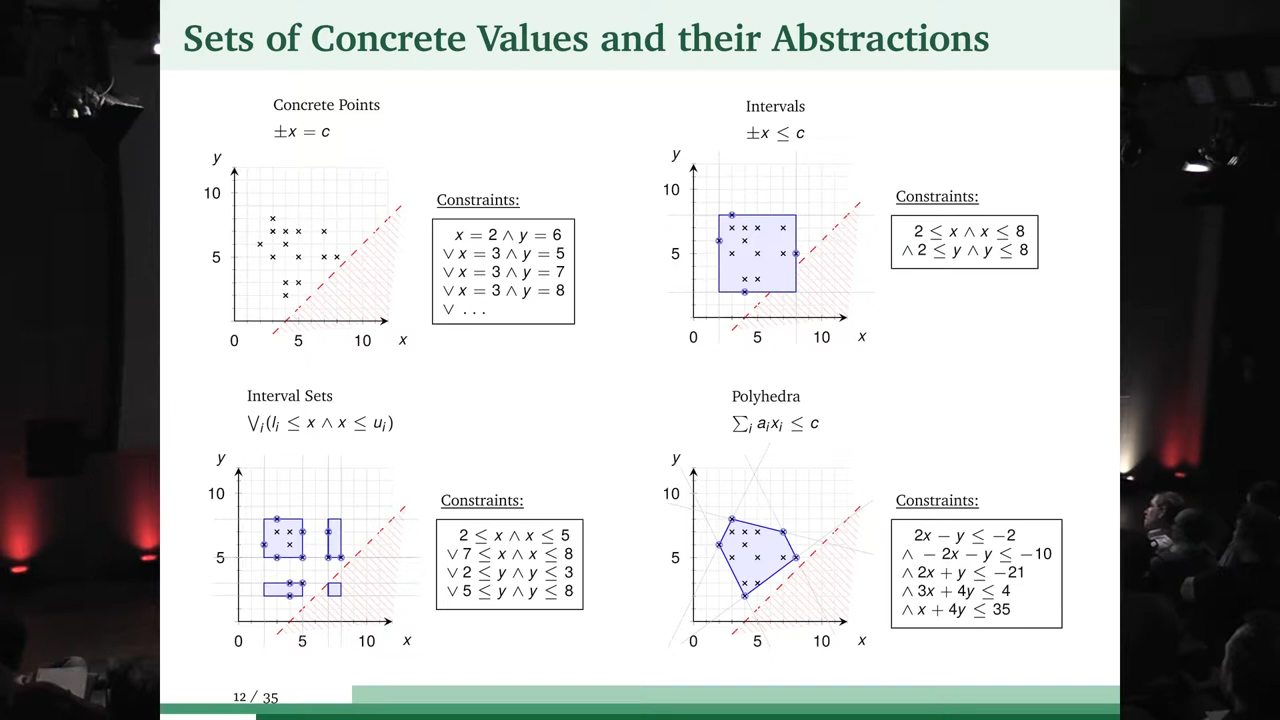 Sets of Concrete Values and their Abstractions
Concrete Points
±x = c
y
10
5
0
5
10
x
Constraints:
x = 2 ∧ y = 6
∨ x = 3 ∧ y = 5
∨ x = 3 ∧ y = 7
∨ x = 3 ∧ y = 8
∨ . . .
Intervals
±x ≤ c
y
10
5
0
5
10
x
Constraints:
2 ≤ x ∧ x ≤ 8
∧ 2 ≤ y ∧ y ≤ 8
Interval Sets
⋁ᵢ(lᵢ ≤ x ∧ x ≤ uᵢ)
y
10
5
0
5
10
x
Constraints:
2 ≤ x ∧ x ≤ 5
∨ 7 ≤ x ∧ x ≤ 8
∨ 2 ≤ y ∧ y ≤ 3
∨ 5 ≤ y ∧ y ≤ 8
Polyhedra
∑ᵢ aᵢxᵢ ≤ c
y
10
5
0
5
10
x
Constraints:
2x − y ≤ −2
∧ − 2x − y ≤ −10
∧ 2x + y ≤ −21
∧ 3x + 4y ≤ 4
∧ x + 4y ≤ 35
12 / 35